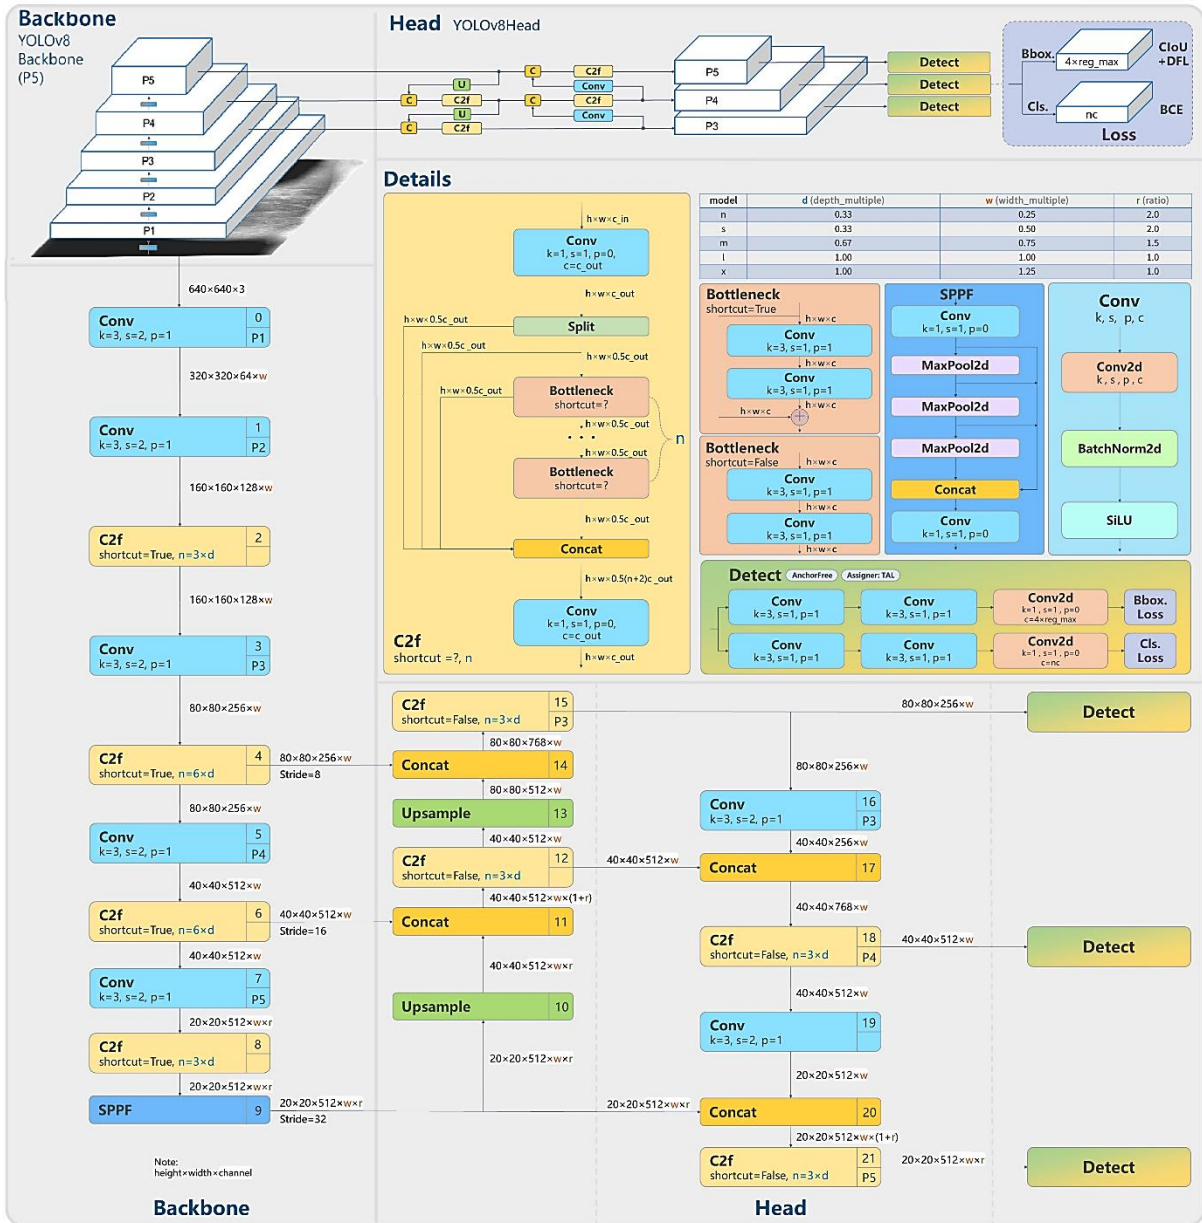 Backbone
YOLOv8
Backbone
(P5)
P5
P4
P3
P2
P1
Head YOLOv8Head
C C2f
U Conv
C C2f C C2f
U Conv
C C2f
P5
P4
P3
Detect
Detect
Detect
Bbox.
4×reg_max
CIoU
+DFL
Cls.
nc
BCE
Loss
Details
h×w×c_in
Conv
k=1, s=1, p=0,
c=c_out
h×w×c_out
h×w×0.5c_out
Split
h×w×0.5c_out
h×w×0.5c_out
h×w×0.5c_out
Bottleneck
shortcut=?
h×w×0.5c_out
· · ·
h×w×0.5c_out
n
Bottleneck
shortcut=?
h×w×0.5c_out
Concat
h×w×0.5(n+2)c_out
Conv
k=1, s=1, p=0,
c=c_out
h×w×c_out
C2f
shortcut =?, n
model d (depth_multiple) w (width_multiple) r (ratio)
n 0.33 0.25 2.0
s 0.33 0.50 2.0
m 0.67 0.75 1.5
l 1.00 1.00 1.0
x 1.00 1.25 1.0
Bottleneck
shortcut=True
h×w×c
Conv
k=3, s=1, p=1
h×w×c
Conv
k=3, s=1, p=1
h×w×c
h×w×c
+
Bottleneck
shortcut=False
h×w×c
Conv
k=3, s=1, p=1
h×w×c
Conv
k=3, s=1, p=1
h×w×c
SPPF
Conv
k=1, s=1, p=0
MaxPool2d
MaxPool2d
MaxPool2d
Concat
Conv
k=1, s=1, p=0
Conv
k, s, p, c
Conv2d
k, s, p, c
BatchNorm2d
SiLU
Detect AnchorFree Assigner: TAL
Conv
k=3, s=1, p=1
Conv
k=3, s=1, p=1
Conv2d
k=1, s=1, p=0
c=4×reg_max
Bbox.
Loss
Conv
k=3, s=1, p=1
Conv
k=3, s=1, p=1
Conv2d
k=1, s=1, p=0
c=nc
Cls.
Loss
640×640×3
Conv 0
k=3, s=2, p=1 P1
320×320×64×w
Conv 1
k=3, s=2, p=1 P2
160×160×128×w
C2f 2
shortcut=True, n=3×d
160×160×128×w
Conv 3
k=3, s=2, p=1 P3
80×80×256×w
C2f 4
shortcut=True, n=6×d
80×80×256×w
Stride=8
80×80×256×w
Conv 5
k=3, s=2, p=1 P4
40×40×512×w
C2f 6
shortcut=True, n=6×d
40×40×512×w
Stride=16
40×40×512×w
Conv 7
k=3, s=2, p=1 P5
20×20×512×w×r
C2f 8
shortcut=True, n=3×d
20×20×512×w×r
SPPF 9
20×20×512×w×r
Stride=32
Note:
height×width×channel
Backbone
C2f 15
shortcut=False, n=3×d P3
80×80×768×w
Concat 14
80×80×512×w
Upsample 13
40×40×512×w
C2f 12
shortcut=False, n=3×d
40×40×512×w×(1+r)
Concat 11
40×40×512×w×r
Upsample 10
20×20×512×w×r
80×80×256×w
Detect
80×80×256×w
Conv 16
k=3, s=2, p=1 P3
40×40×256×w
40×40×512×w
Concat 17
40×40×768×w
C2f 18
shortcut=False, n=3×d P4
40×40×512×w
Detect
40×40×512×w
Conv 19
k=3, s=2, p=1
20×20×512×w
20×20×512×w×r
Concat 20
20×20×512×w×(1+r)
C2f 21
shortcut=False, n=3×d P5
20×20×512×w×r
Detect
Head